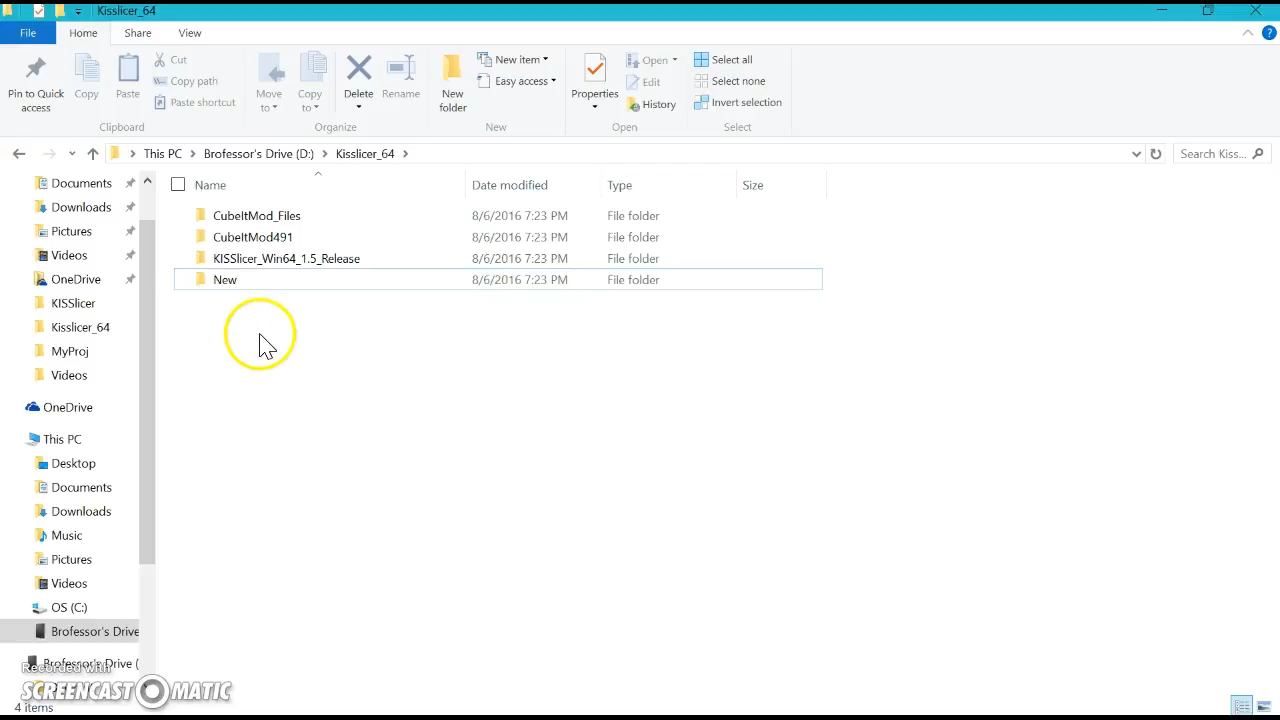 Kisslicer_64
File Home Share View
Pin to Quick access
Copy
Paste
Cut
Copy path
Paste shortcut
Clipboard
Move to
Copy to
Delete
Rename
Organize
New folder
New item
Easy access
New
Properties
Open
Edit
History
Open
Select all
Select none
Invert selection
Select
This PC > Brofessor's Drive (D:) > Kisslicer_64 >
Search Kiss...
Name Date modified Type Size
CubeItMod_Files 8/6/2016 7:23 PM File folder
CubeItMod491 8/6/2016 7:23 PM File folder
KISSlicer_Win64_1.5_Release 8/6/2016 7:23 PM File folder
New 8/6/2016 7:23 PM File folder
Documents
Downloads
Pictures
Videos
OneDrive
KISSlicer
Kisslicer_64
MyProj
Videos
OneDrive
This PC
Desktop
Documents
Downloads
Music
Pictures
Videos
OS (C:)
Brofessor's Drive
Brofessor's Drive (
Recorded with
SCREENCAST MATIC
4 items